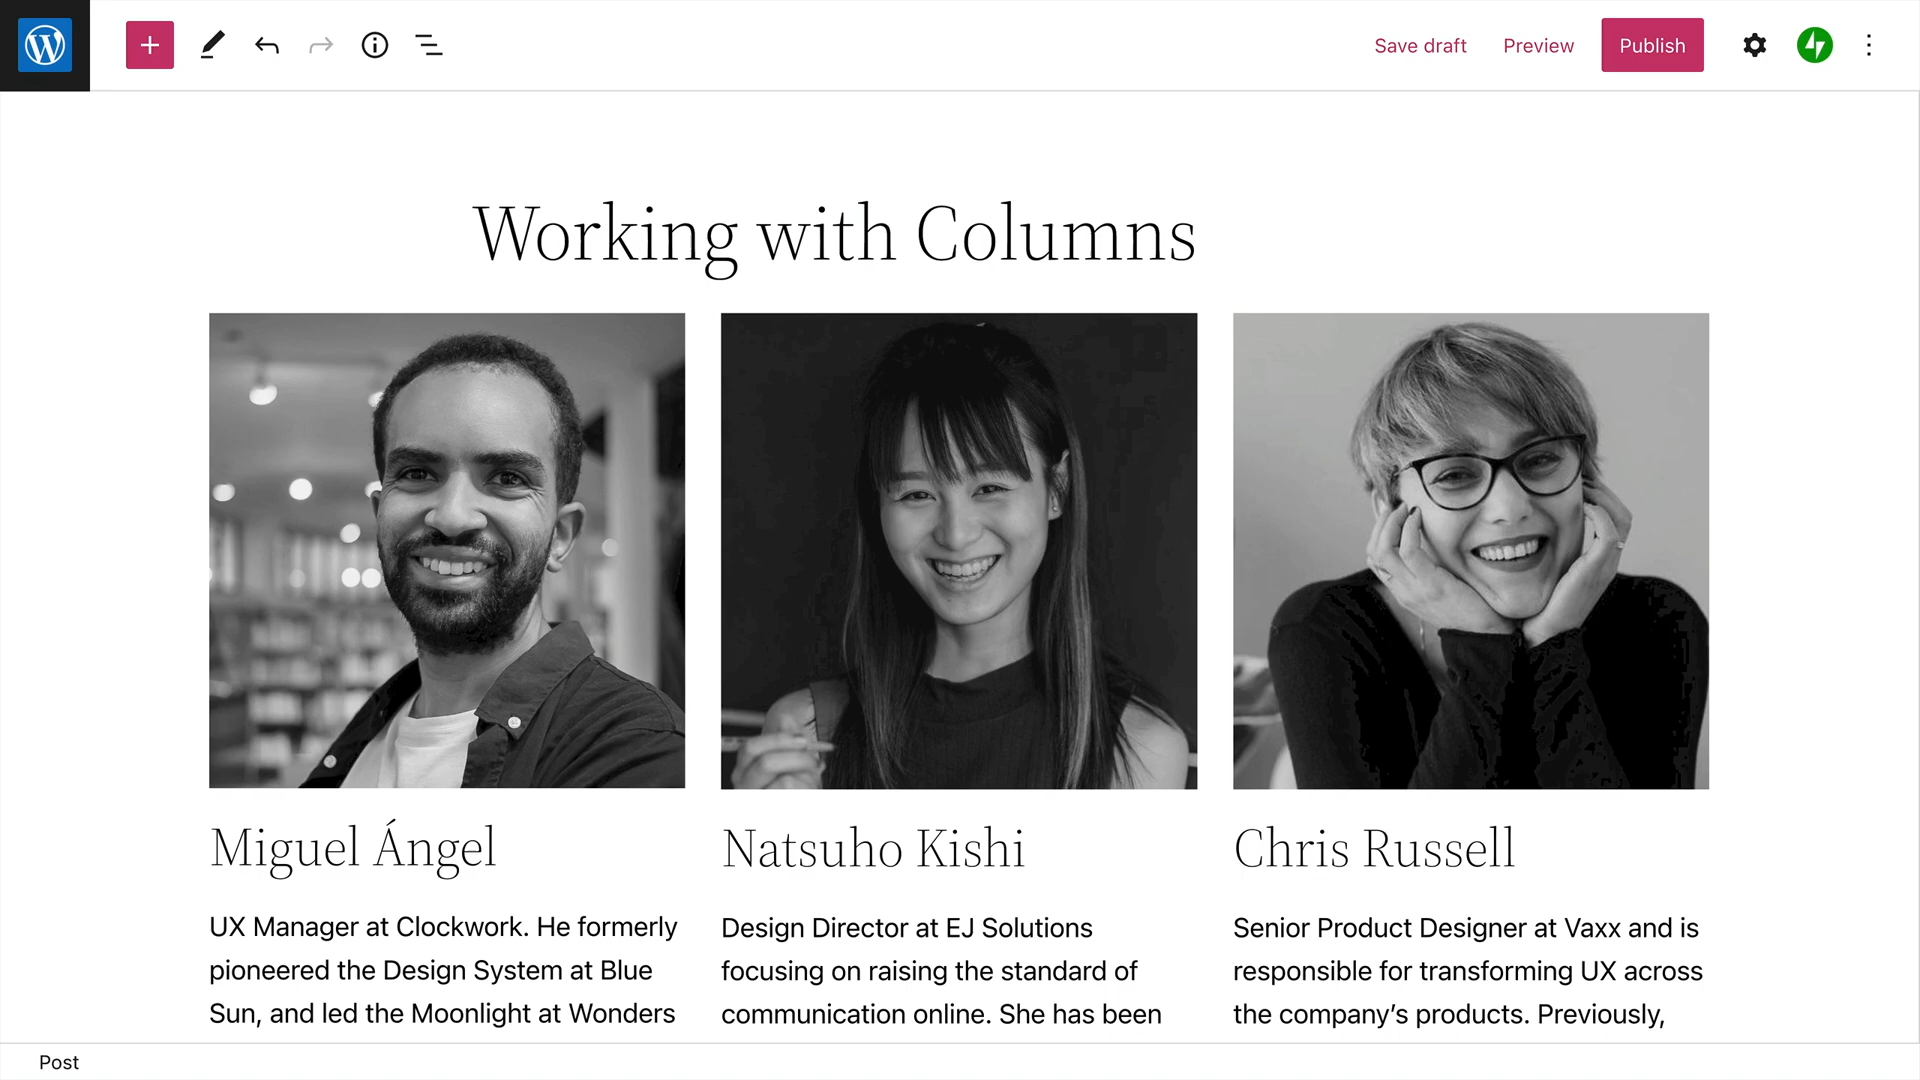 Save draft Preview Publish
Working with Columns
Miguel Ángel
UX Manager at Clockwork. He formerly
pioneered the Design System at Blue
Sun, and led the Moonlight at Wonders
Natsuho Kishi
Design Director at EJ Solutions
focusing on raising the standard of
communication online. She has been
Chris Russell
Senior Product Designer at Vaxx and is
responsible for transforming UX across
the company’s products. Previously,
Post